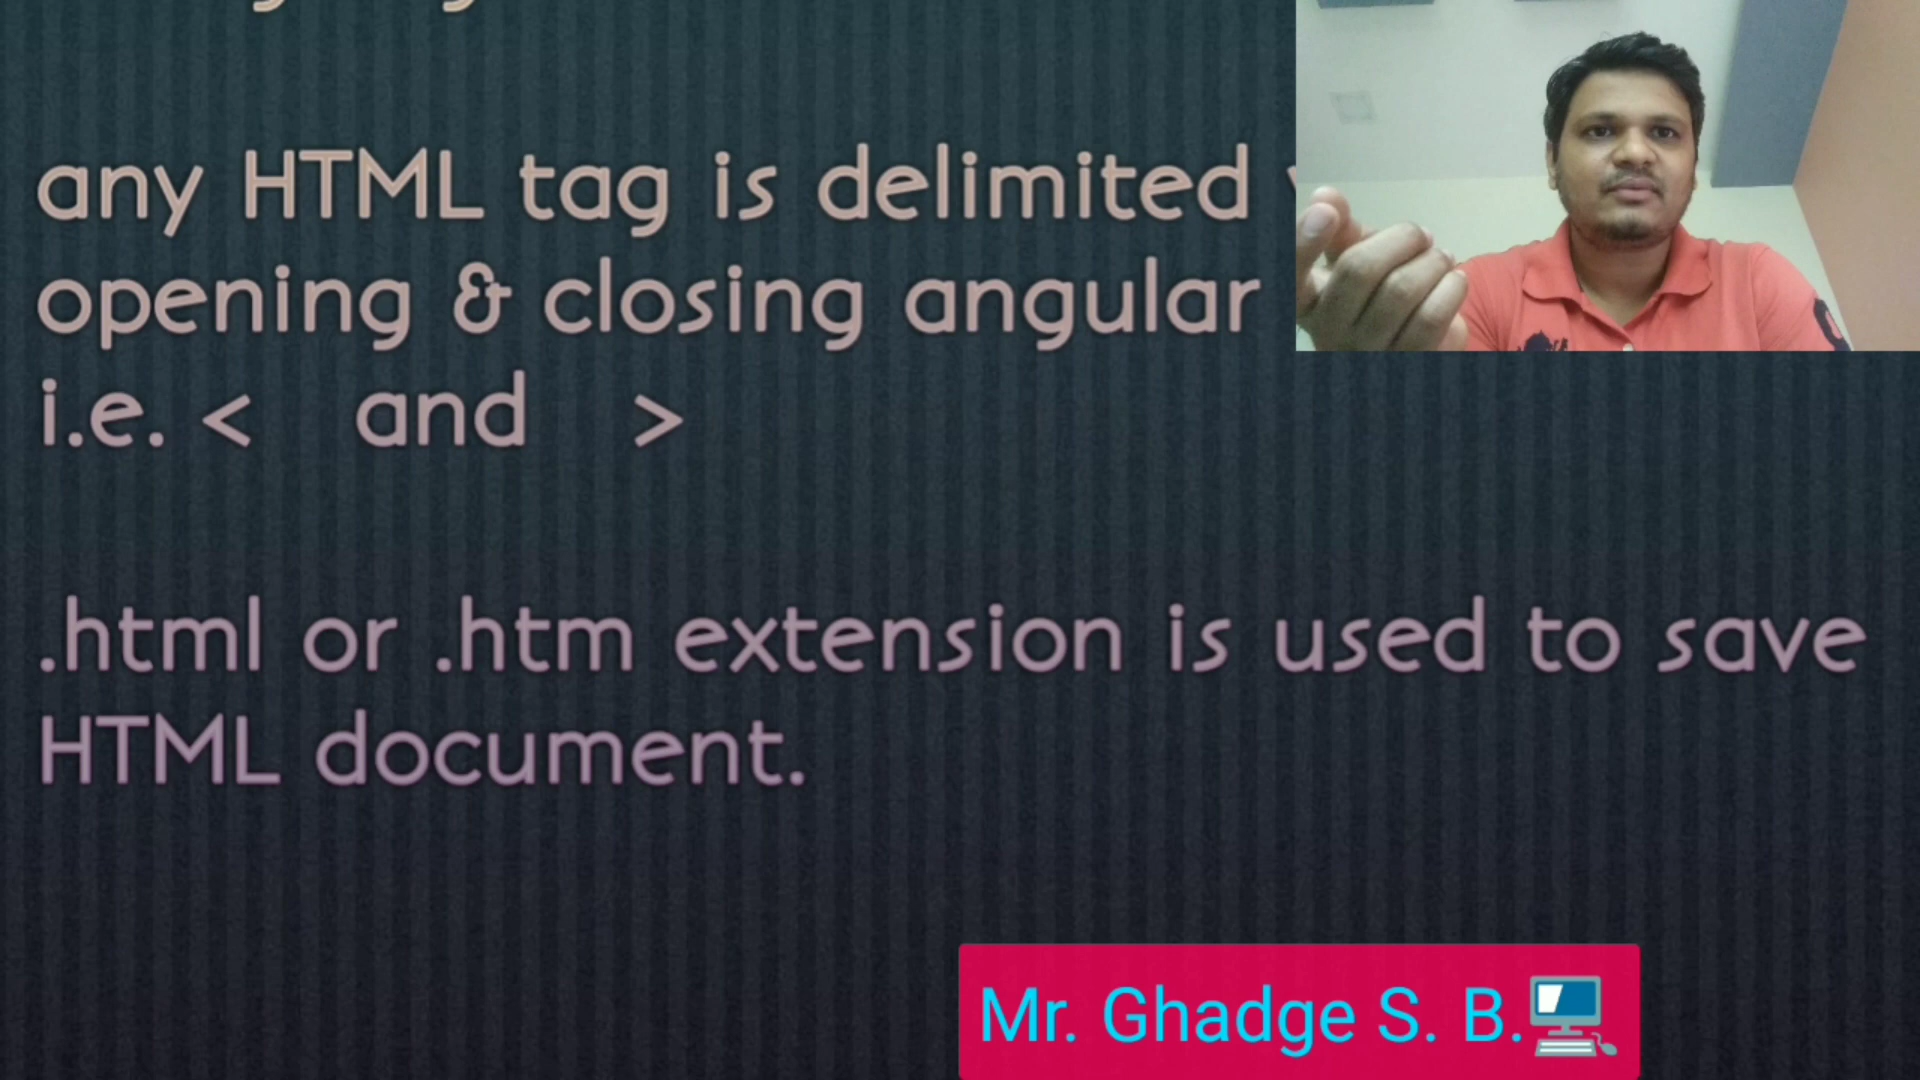 any HTML tag is delimited
opening & closing angular
i.e. < and >
.html or .htm extension is used to save
HTML document.
Mr. Ghadge S. B.